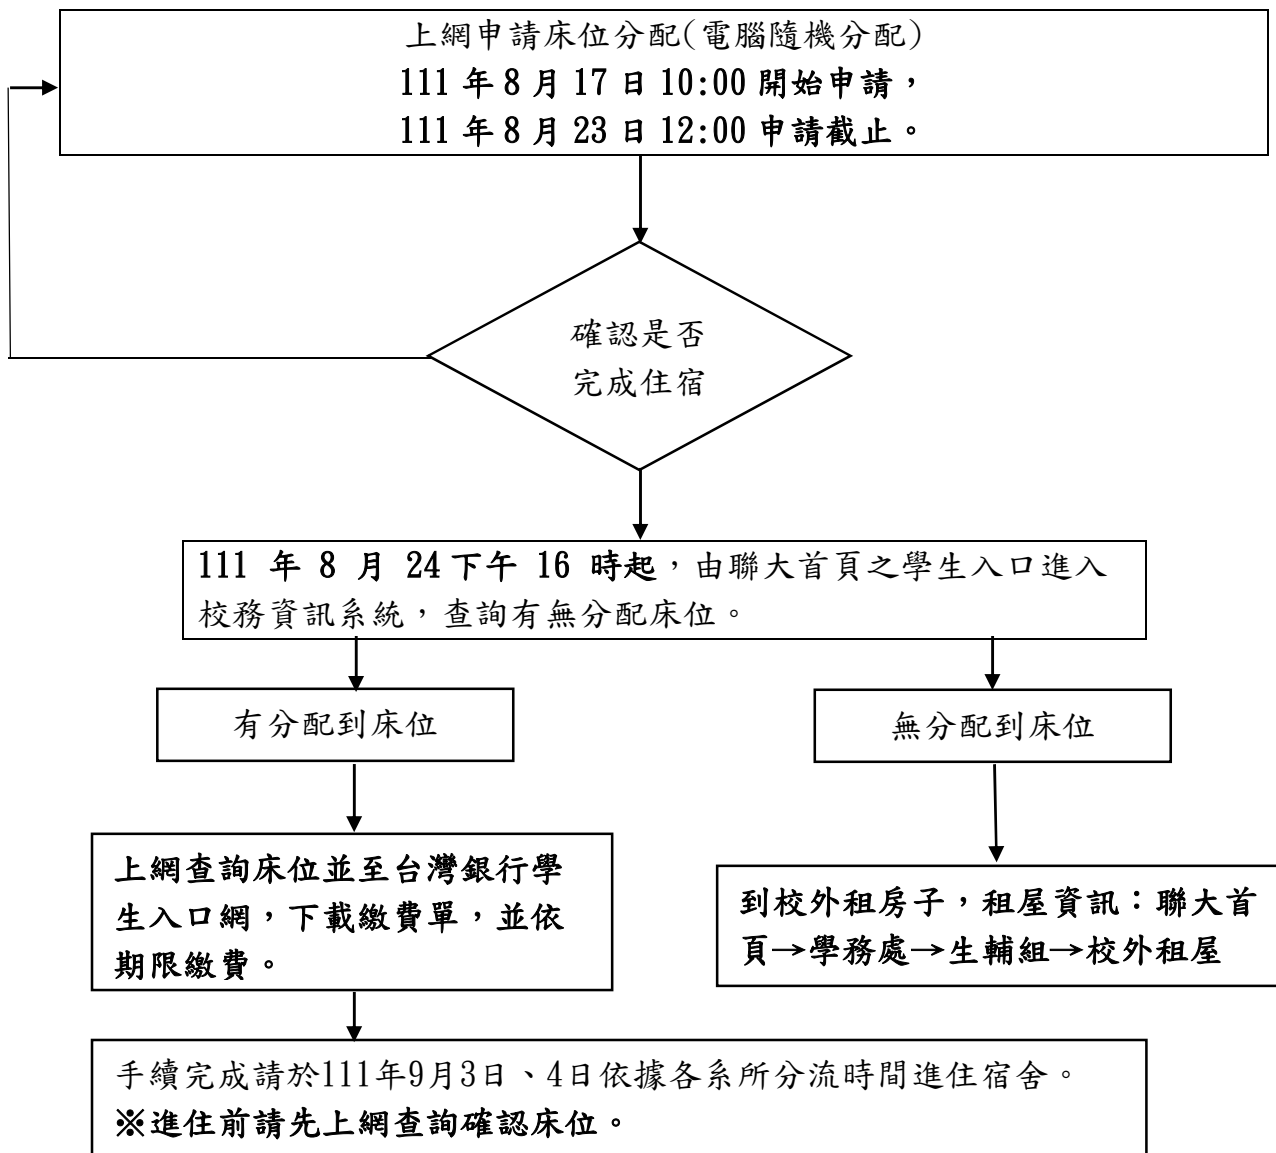 上網申請床位分配(電腦隨機分配)
111 年 8 月 17 日 10:00 開始申請，
111 年 8 月 23 日 12:00 申請截止。
確認是否
完成住宿
111 年 8 月 24 下午 16 時起，由聯大首頁之學生入口進入
校務資訊系統，查詢有無分配床位。
有分配到床位
無分配到床位
上網查詢床位並至台灣銀行學
生入口網，下載繳費單，並依
期限繳費。
到校外租房子，租屋資訊：聯大首
頁→學務處→生輔組→校外租屋
手續完成請於111年9月3日、4日依據各系所分流時間進住宿舍。
※進住前請先上網查詢確認床位。